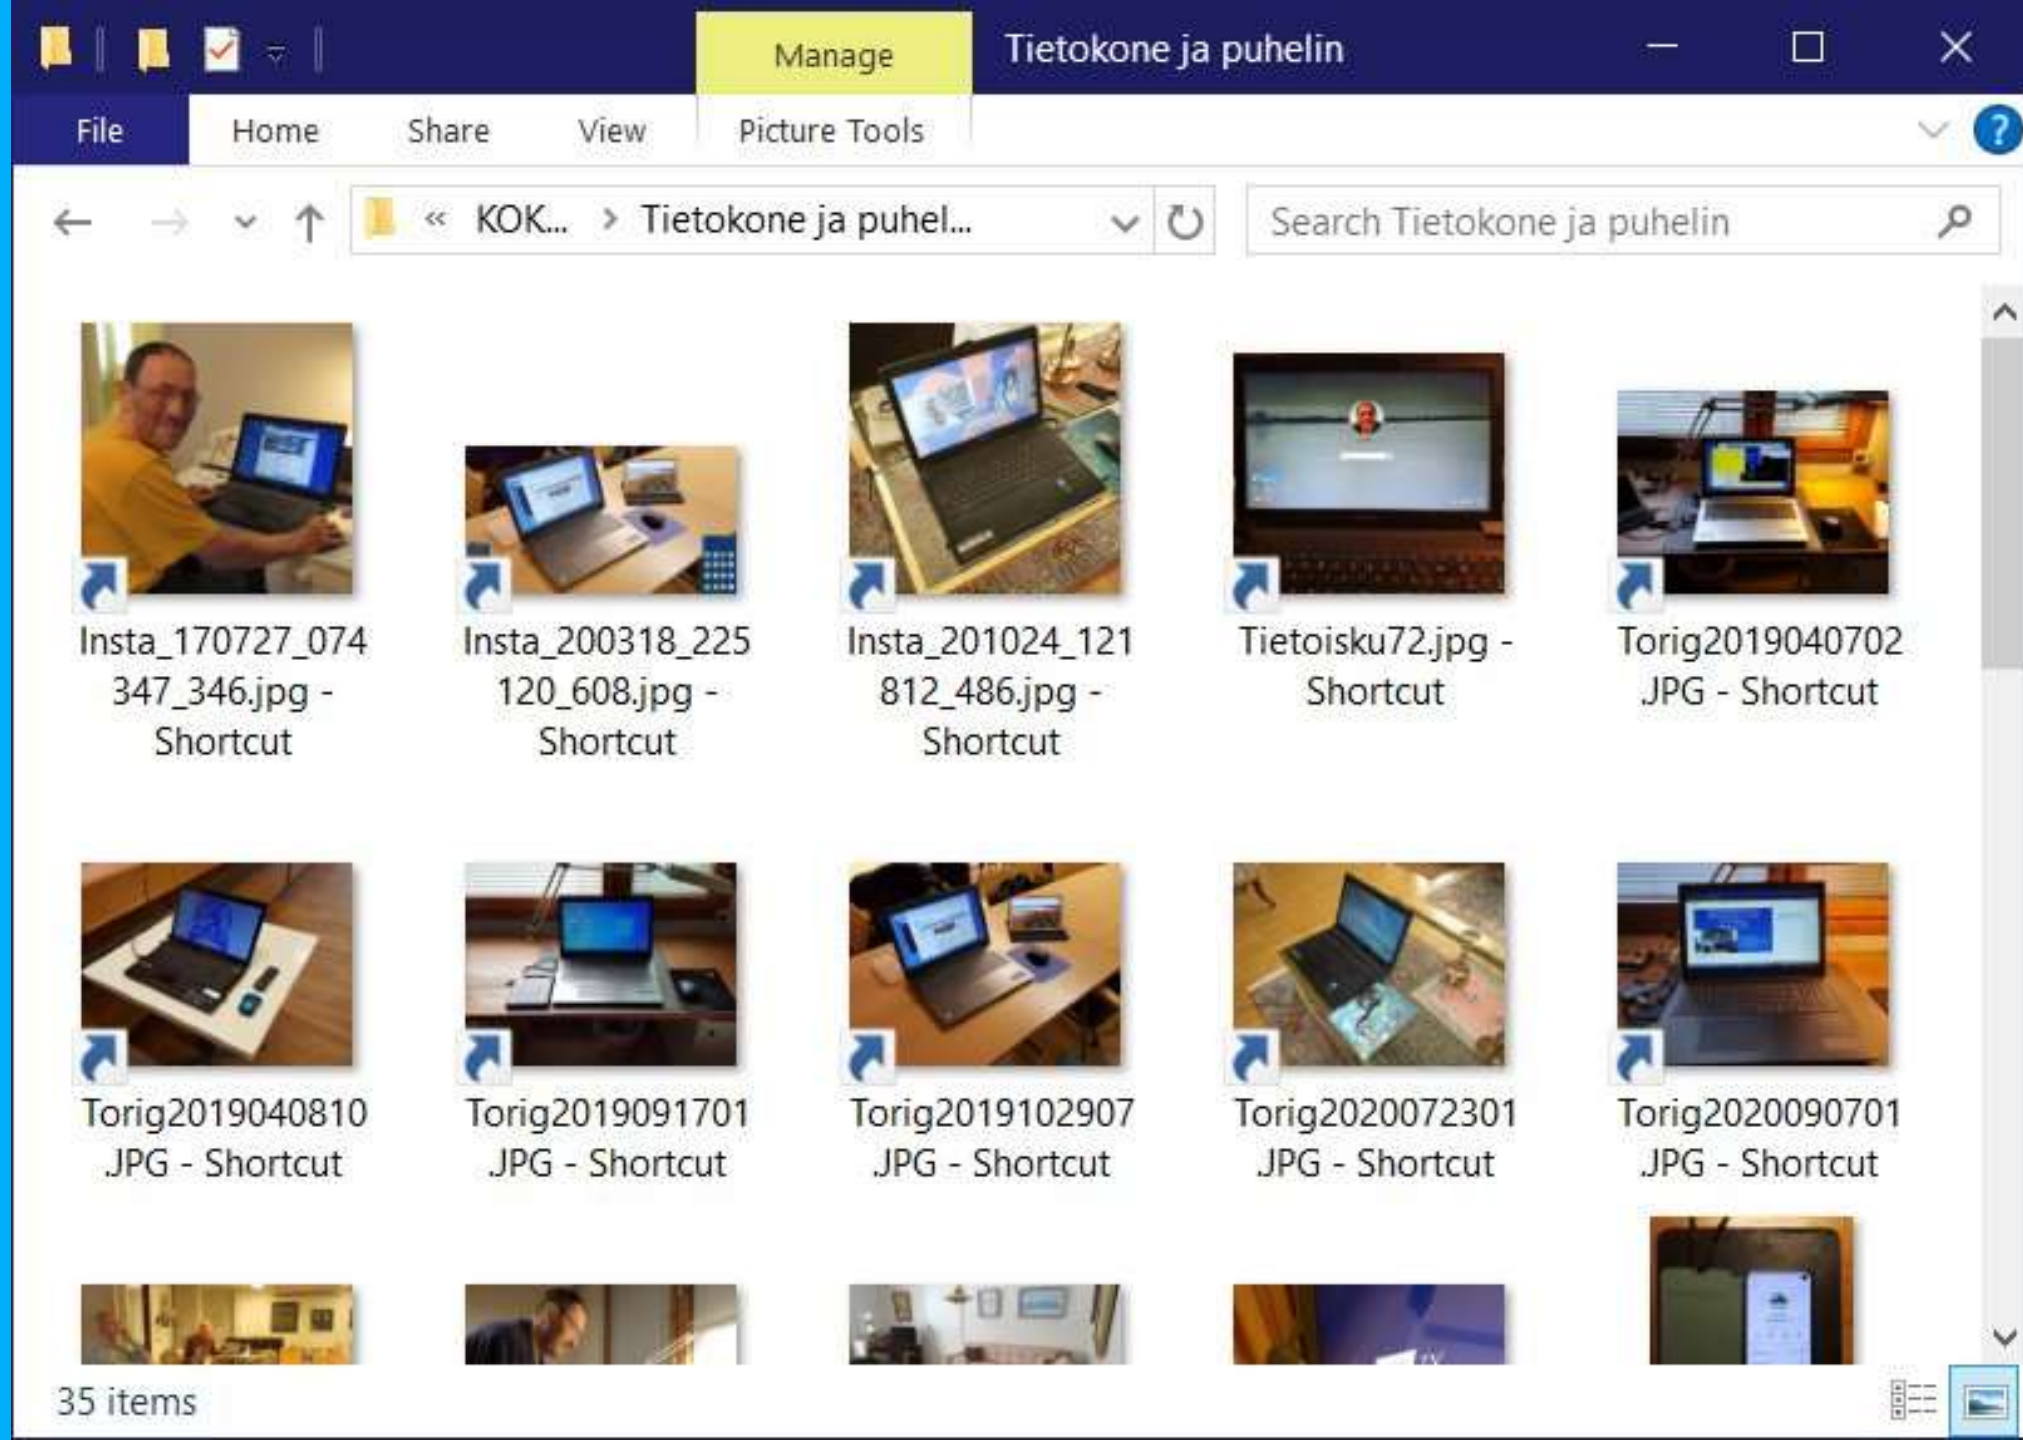 Manage
Tietokone ja puhelin
File
Home
Share
View
Picture Tools
?
« KOK... > Tietokone ja puhel...
Search Tietokone ja puhelin
Insta_170727_074
347_346.jpg -
Shortcut
Insta_200318_225
120_608.jpg -
Shortcut
Insta_201024_121
812_486.jpg -
Shortcut
Tietoisku72.jpg -
Shortcut
Torig2019040702
.JPG - Shortcut
Torig2019040810
.JPG - Shortcut
Torig2019091701
.JPG - Shortcut
Torig2019102907
.JPG - Shortcut
Torig2020072301
.JPG - Shortcut
Torig2020090701
.JPG - Shortcut
35 items